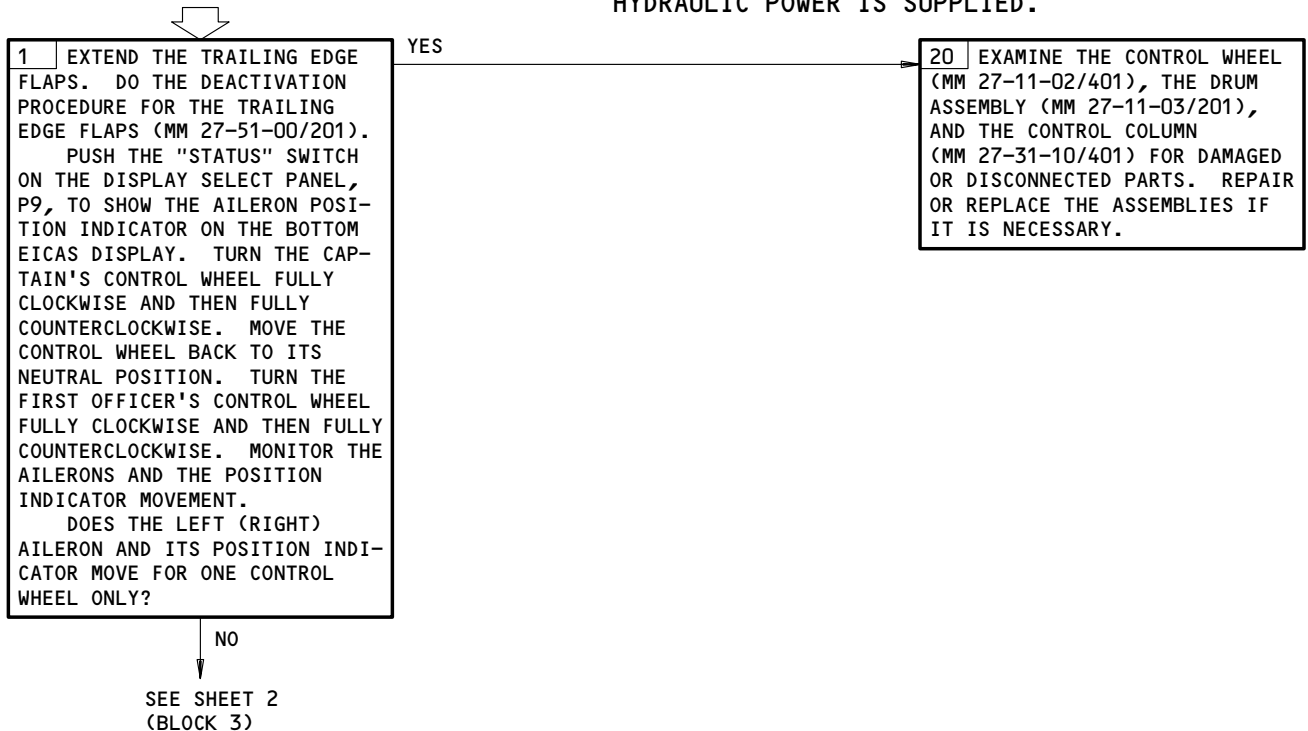 HYDRAULIC POWER IS SUPPLIED.
1 EXTEND THE TRAILING EDGE
FLAPS. DO THE DEACTIVATION
PROCEDURE FOR THE TRAILING
EDGE FLAPS (MM 27-51-00/201).
PUSH THE "STATUS" SWITCH
ON THE DISPLAY SELECT PANEL,
P9, TO SHOW THE AILERON POSI-
TION INDICATOR ON THE BOTTOM
EICAS DISPLAY. TURN THE CAP-
TAIN'S CONTROL WHEEL FULLY
CLOCKWISE AND THEN FULLY
COUNTERCLOCKWISE. MOVE THE
CONTROL WHEEL BACK TO ITS
NEUTRAL POSITION. TURN THE
FIRST OFFICER'S CONTROL WHEEL
FULLY CLOCKWISE AND THEN FULLY
COUNTERCLOCKWISE. MONITOR THE
AILERONS AND THE POSITION
INDICATOR MOVEMENT.
DOES THE LEFT (RIGHT)
AILERON AND ITS POSITION INDI-
CATOR MOVE FOR ONE CONTROL
WHEEL ONLY?
YES
20 EXAMINE THE CONTROL WHEEL
(MM 27-11-02/401), THE DRUM
ASSEMBLY (MM 27-11-03/201),
AND THE CONTROL COLUMN
(MM 27-31-10/401) FOR DAMAGED
OR DISCONNECTED PARTS. REPAIR
OR REPLACE THE ASSEMBLIES IF
IT IS NECESSARY.
NO
SEE SHEET 2
(BLOCK 3)